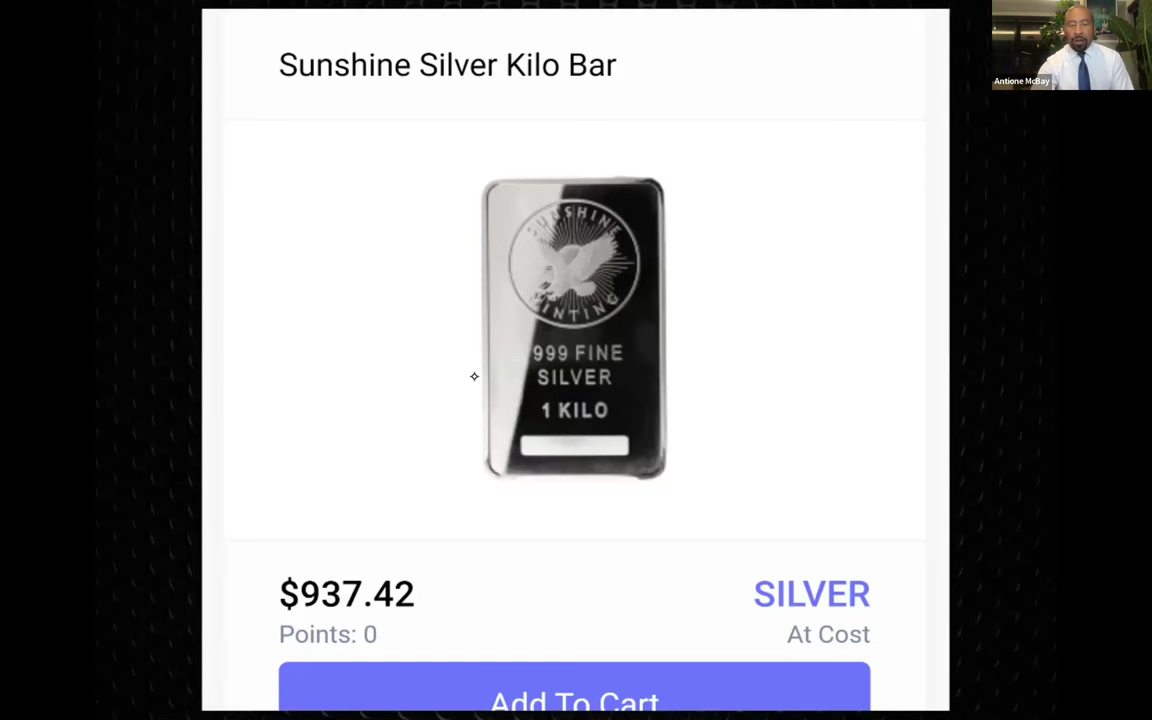 Sunshine Silver Kilo Bar
Antione McBay
SUNSHINE
MINTING
999 FINE
SILVER
1 KILO
$937.42
SILVER
Points: 0
At Cost
Add To Cart